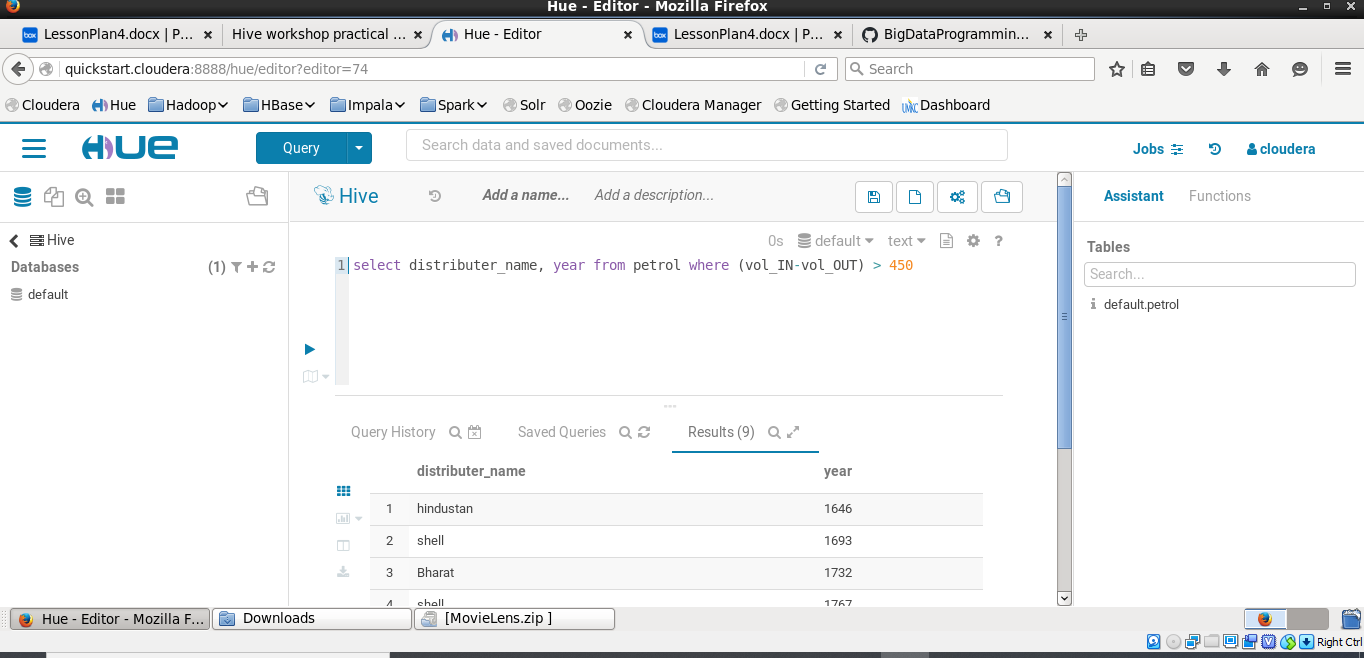 Hue - Editor - Mozilla Firefox
LessonPlan4.docx | P... × Hive workshop practical ... × Hue - Editor × LessonPlan4.docx | P... × BigDataProgrammin... ×
quickstart.cloudera:8888/hue/editor?editor=74 Search
Cloudera Hue Hadoop HBase Impala Spark Solr Oozie Cloudera Manager Getting Started Dashboard
HUE Query Search data and saved documents... Jobs cloudera
Hive Add a name... Add a description... Assistant Functions
Hive 0s default text ?
Databases (1)
default
1 select distributer_name, year from petrol where (vol_IN-vol_OUT) > 450
Tables
Search...
default.petrol
Query History Saved Queries Results (9)
distributer_name year
1 hindustan 1646
2 shell 1693
3 Bharat 1732
4 shell 1767
Hue - Editor - Mozilla F... Downloads [MovieLens.zip ]
Right Ctrl